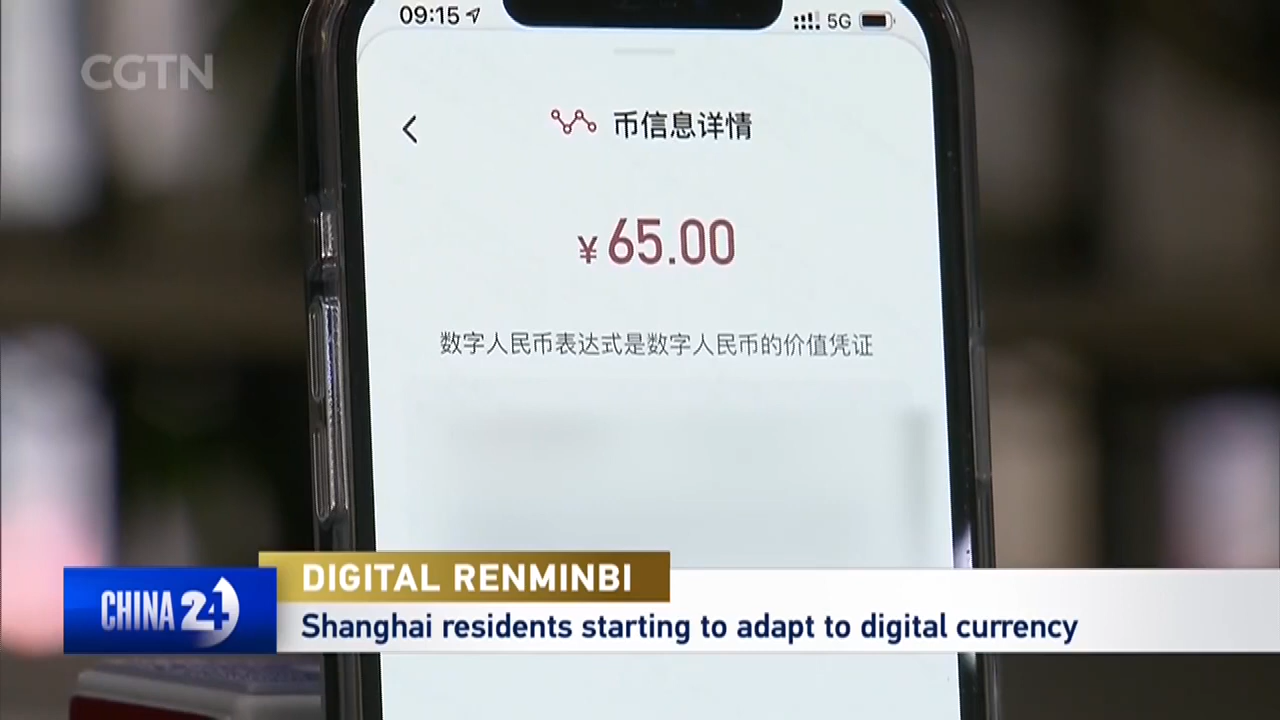 09:15
5G
CGTN
币信息详情
¥65.00
数字人民币表达式是数字人民币的价值凭证
DIGITAL RENMINBI
CHINA 24
Shanghai residents starting to adapt to digital currency